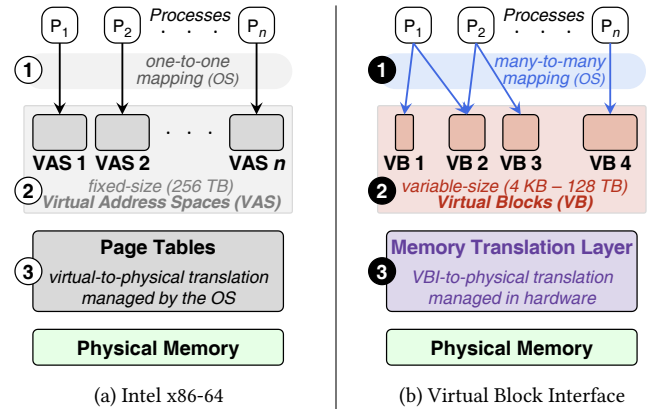 Processes
P1 P2 . . . Pn
1 one-to-one
mapping (OS)
VAS 1 VAS 2 . . . VAS n
2 fixed-size (256 TB)
Virtual Address Spaces (VAS)
Page Tables
3 virtual-to-physical translation
managed by the OS
Physical Memory
(a) Intel x86-64
Processes
P1 P2 . . . Pn
1 many-to-many
mapping (OS)
VB 1 VB 2 VB 3 VB 4
2 variable-size (4 KB – 128 TB)
Virtual Blocks (VB)
Memory Translation Layer
3 VBI-to-physical translation
managed in hardware
Physical Memory
(b) Virtual Block Interface